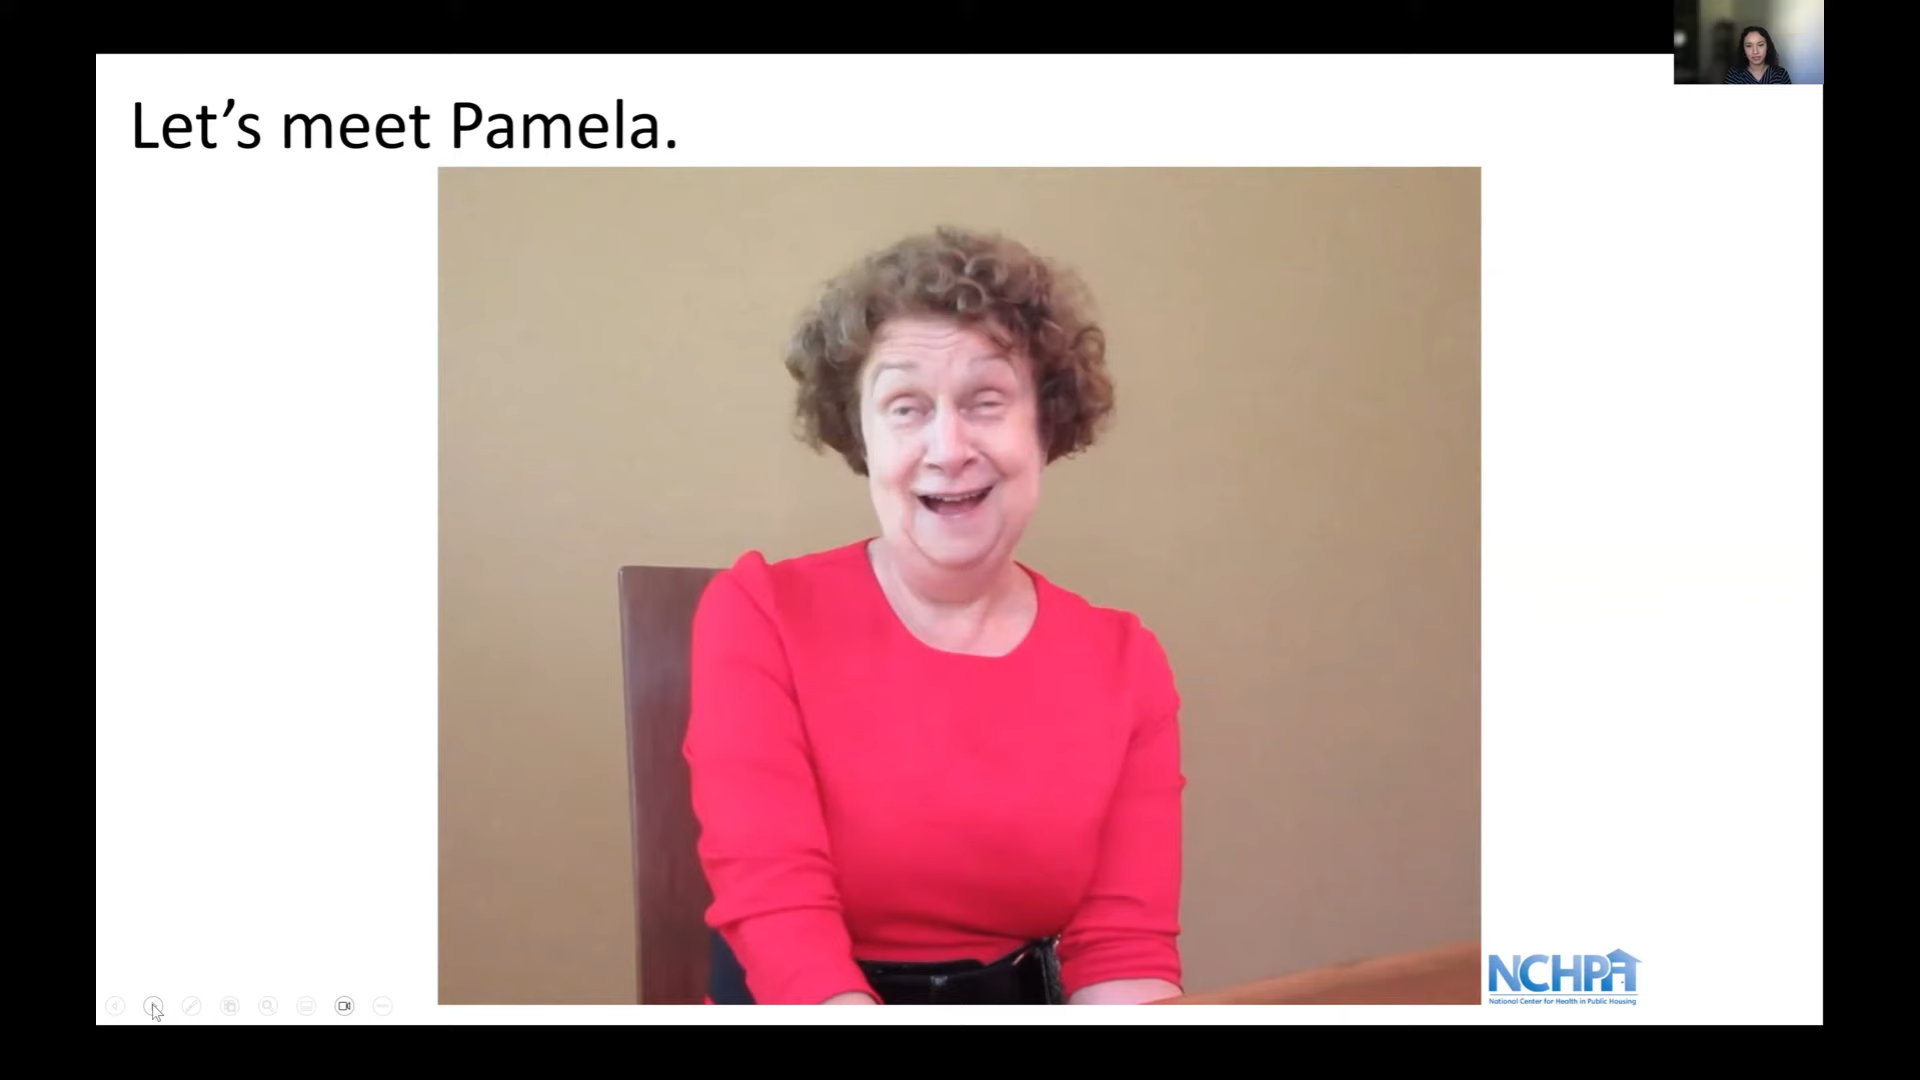 Let’s meet Pamela.
NCHPH
National Center for Health in Public Housing